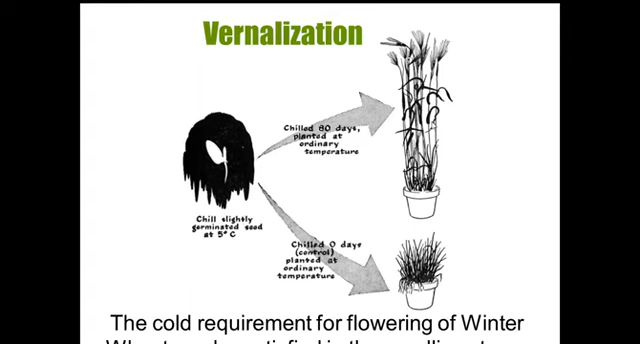 Vernalization
Chilled 80 days,
planted at
ordinary
temperature
Chill slightly
germinated seed
at 5° C
Chilled 0 days
(control)
planted at
ordinary
temperature
The cold requirement for flowering of Winter